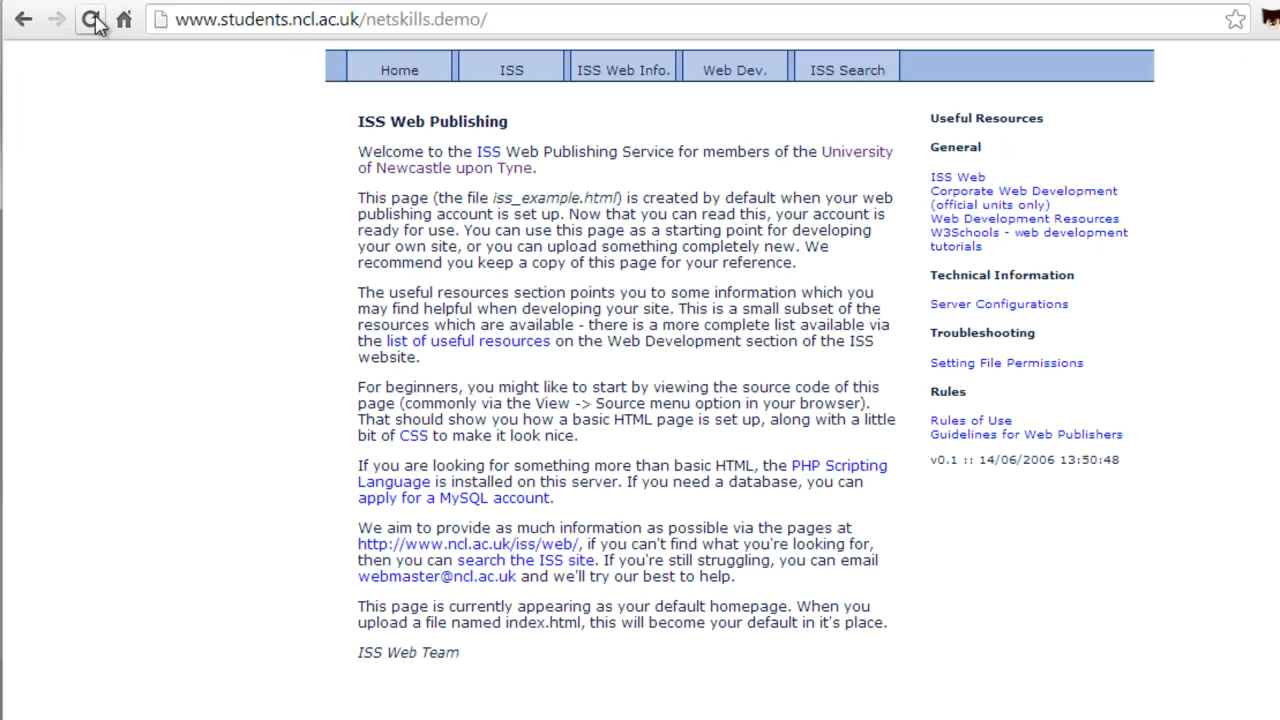 www.students.ncl.ac.uk/netskills.demo/
Home ISS ISS Web Info. Web Dev. ISS Search
ISS Web Publishing
Welcome to the ISS Web Publishing Service for members of the University
of Newcastle upon Tyne.
This page (the file iss_example.html) is created by default when your web
publishing account is set up. Now that you can read this, your account is
ready for use. You can use this page as a starting point for developing
your own site, or you can upload something completely new. We
recommend you keep a copy of this page for your reference.
The useful resources section points you to some information which you
may find helpful when developing your site. This is a small subset of the
resources which are available - there is a more complete list available via
the list of useful resources on the Web Development section of the ISS
website.
For beginners, you might like to start by viewing the source code of this
page (commonly via the View -> Source menu option in your browser).
That should show you how a basic HTML page is set up, along with a little
bit of CSS to make it look nice.
If you are looking for something more than basic HTML, the PHP Scripting
Language is installed on this server. If you need a database, you can
apply for a MySQL account.
We aim to provide as much information as possible via the pages at
http://www.ncl.ac.uk/iss/web/, if you can't find what you're looking for,
then you can search the ISS site. If you're still struggling, you can email
webmaster@ncl.ac.uk and we'll try our best to help.
This page is currently appearing as your default homepage. When you
upload a file named index.html, this will become your default in it's place.
ISS Web Team
Useful Resources
General
ISS Web
Corporate Web Development
(official units only)
Web Development Resources
W3Schools - web development
tutorials
Technical Information
Server Configurations
Troubleshooting
Setting File Permissions
Rules
Rules of Use
Guidelines for Web Publishers
v0.1 :: 14/06/2006 13:50:48